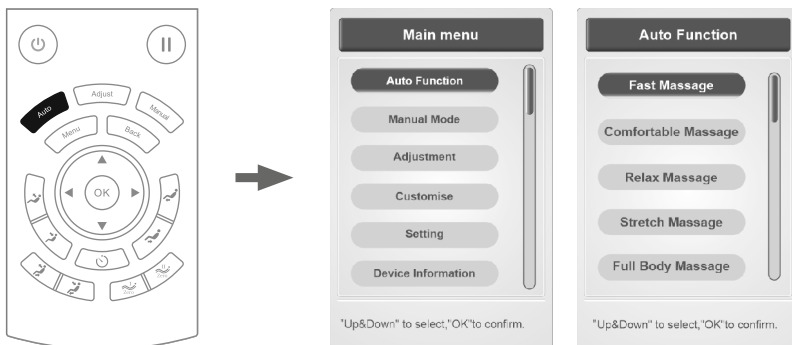 Auto
Adjust
Manual
Menu
Back
OK
Main menu
Auto Function
Manual Mode
Adjustment
Customise
Setting
Device Information
"Up&Down" to select,"OK"to confirm.
Auto Function
Fast Massage
Comfortable Massage
Relax Massage
Stretch Massage
Full Body Massage
"Up&Down" to select,"OK"to confirm.